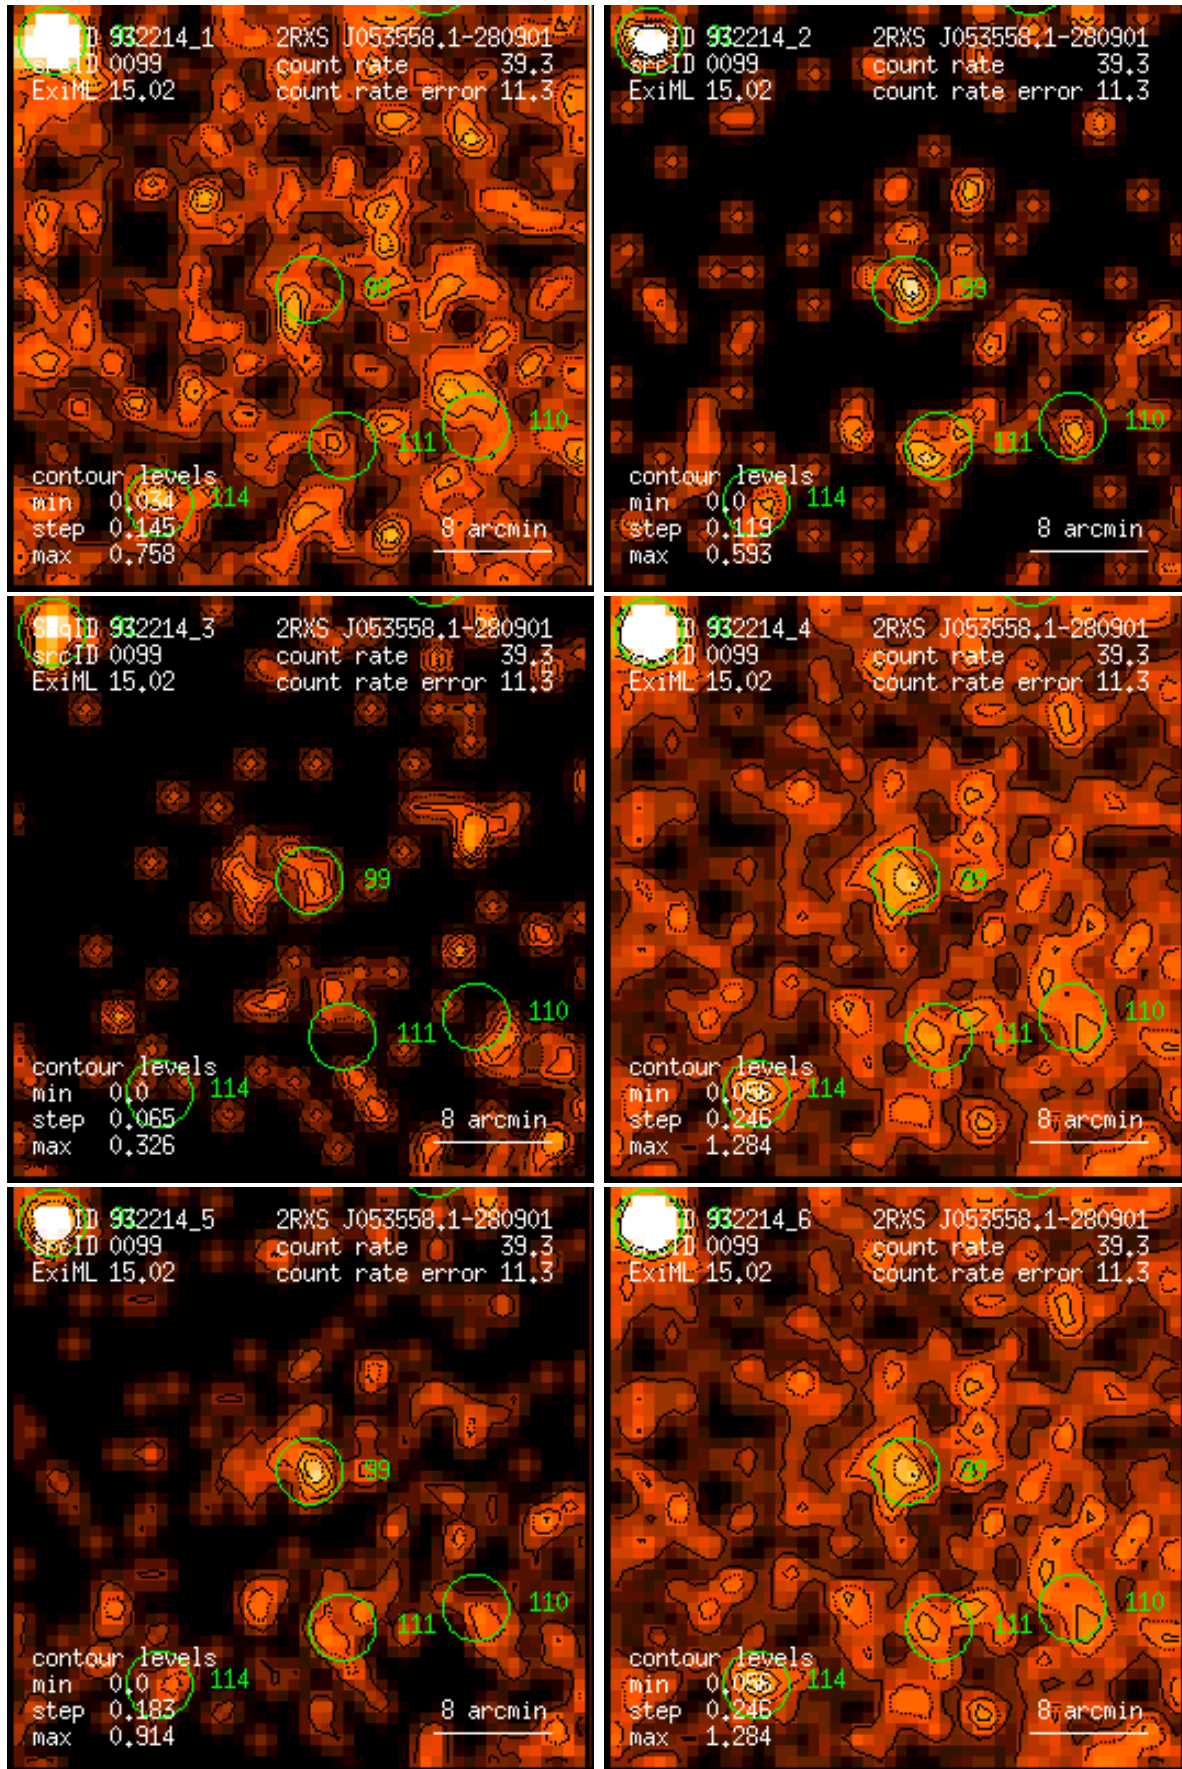 932214_1 2RXS J053558.1-280901
srcID 0099 count rate 39.3
ExiML 15.02 count rate error 11.3
99
110
111
contour levels
114
min 0.034
step 0.145 8 arcmin
max 0.758
932214_2 2RXS J053558.1-280901
srcID 0099 count rate 39.3
ExiML 15.02 count rate error 11.3
99
110
111
contour levels
114
min 0.0
step 0.119 8 arcmin
max 0.593
SeqID 932214_3 2RXS J053558.1-280901
srcID 0099 count rate 39.3
ExiML 15.02 count rate error 11.3
99
110
111
contour levels
114
min 0.0
step 0.065 8 arcmin
max 0.326
932214_4 2RXS J053558.1-280901
srcID 0099 count rate 39.3
ExiML 15.02 count rate error 11.3
99
110
111
contour levels
114
min 0.056
step 0.246 8 arcmin
max 1.284
932214_5 2RXS J053558.1-280901
srcID 0099 count rate 39.3
ExiML 15.02 count rate error 11.3
99
110
111
contour levels
114
min 0.0
step 0.183 8 arcmin
max 0.914
932214_6 2RXS J053558.1-280901
srcID 0099 count rate 39.3
ExiML 15.02 count rate error 11.3
99
110
111
contour levels
114
min 0.056
step 0.246 8 arcmin
max 1.284